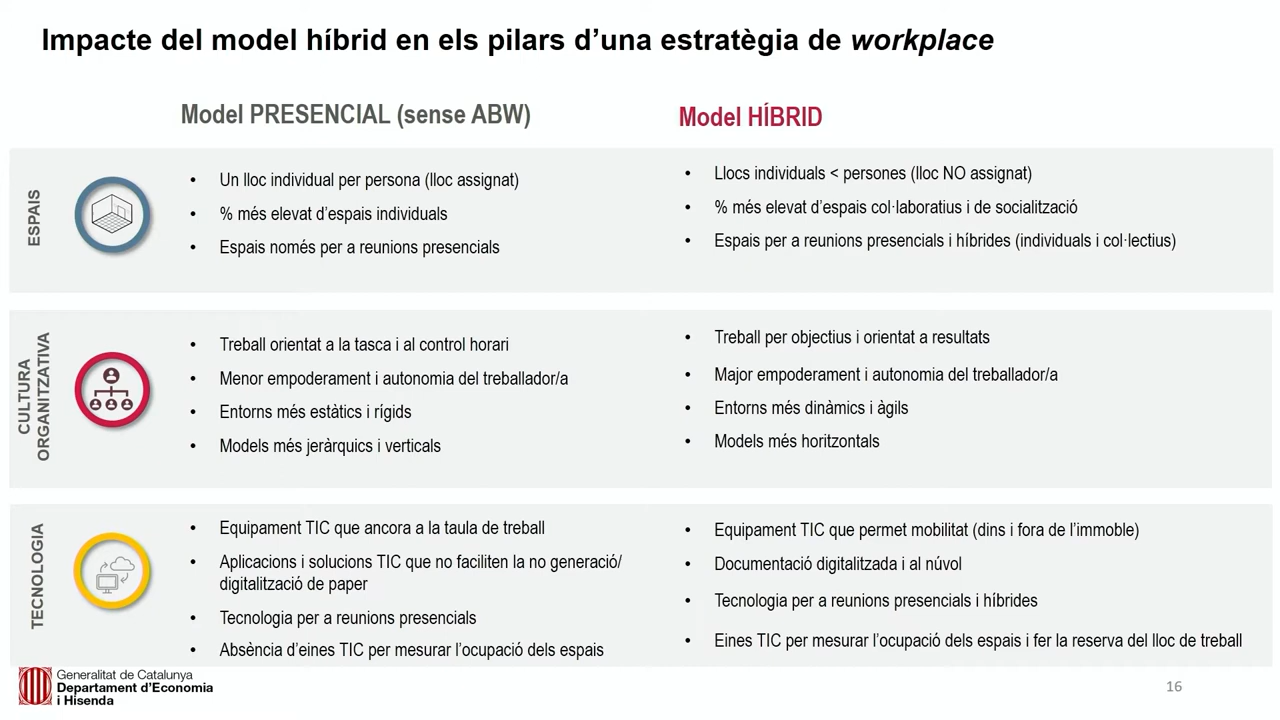 Impacte del model híbrid en els pilars d’una estratègia de workplace
Model PRESENCIAL (sense ABW)
Model HÍBRID
ESPAIS
• Un lloc individual per persona (lloc assignat)
• % més elevat d’espais individuals
• Espais només per a reunions presencials
• Llocs individuals < persones (lloc NO assignat)
• % més elevat d’espais col·laboratius i de socialització
• Espais per a reunions presencials i híbrides (individuals i col·lectius)
CULTURA
ORGANITZATIVA
• Treball orientat a la tasca i al control horari
• Menor empoderament i autonomia del treballador/a
• Entorns més estàtics i rígids
• Models més jeràrquics i verticals
• Treball per objectius i orientat a resultats
• Major empoderament i autonomia del treballador/a
• Entorns més dinàmics i àgils
• Models més horitzontals
TECNOLOGIA
• Equipament TIC que ancora a la taula de treball
• Aplicacions i solucions TIC que no faciliten la no generació/
digitalització de paper
• Tecnologia per a reunions presencials
• Absència d’eines TIC per mesurar l’ocupació dels espais
• Equipament TIC que permet mobilitat (dins i fora de l’immoble)
• Documentació digitalitzada i al núvol
• Tecnologia per a reunions presencials i híbrides
• Eines TIC per mesurar l’ocupació dels espais i fer la reserva del lloc de treball
Generalitat de Catalunya
Departament d’Economia
i Hisenda
16